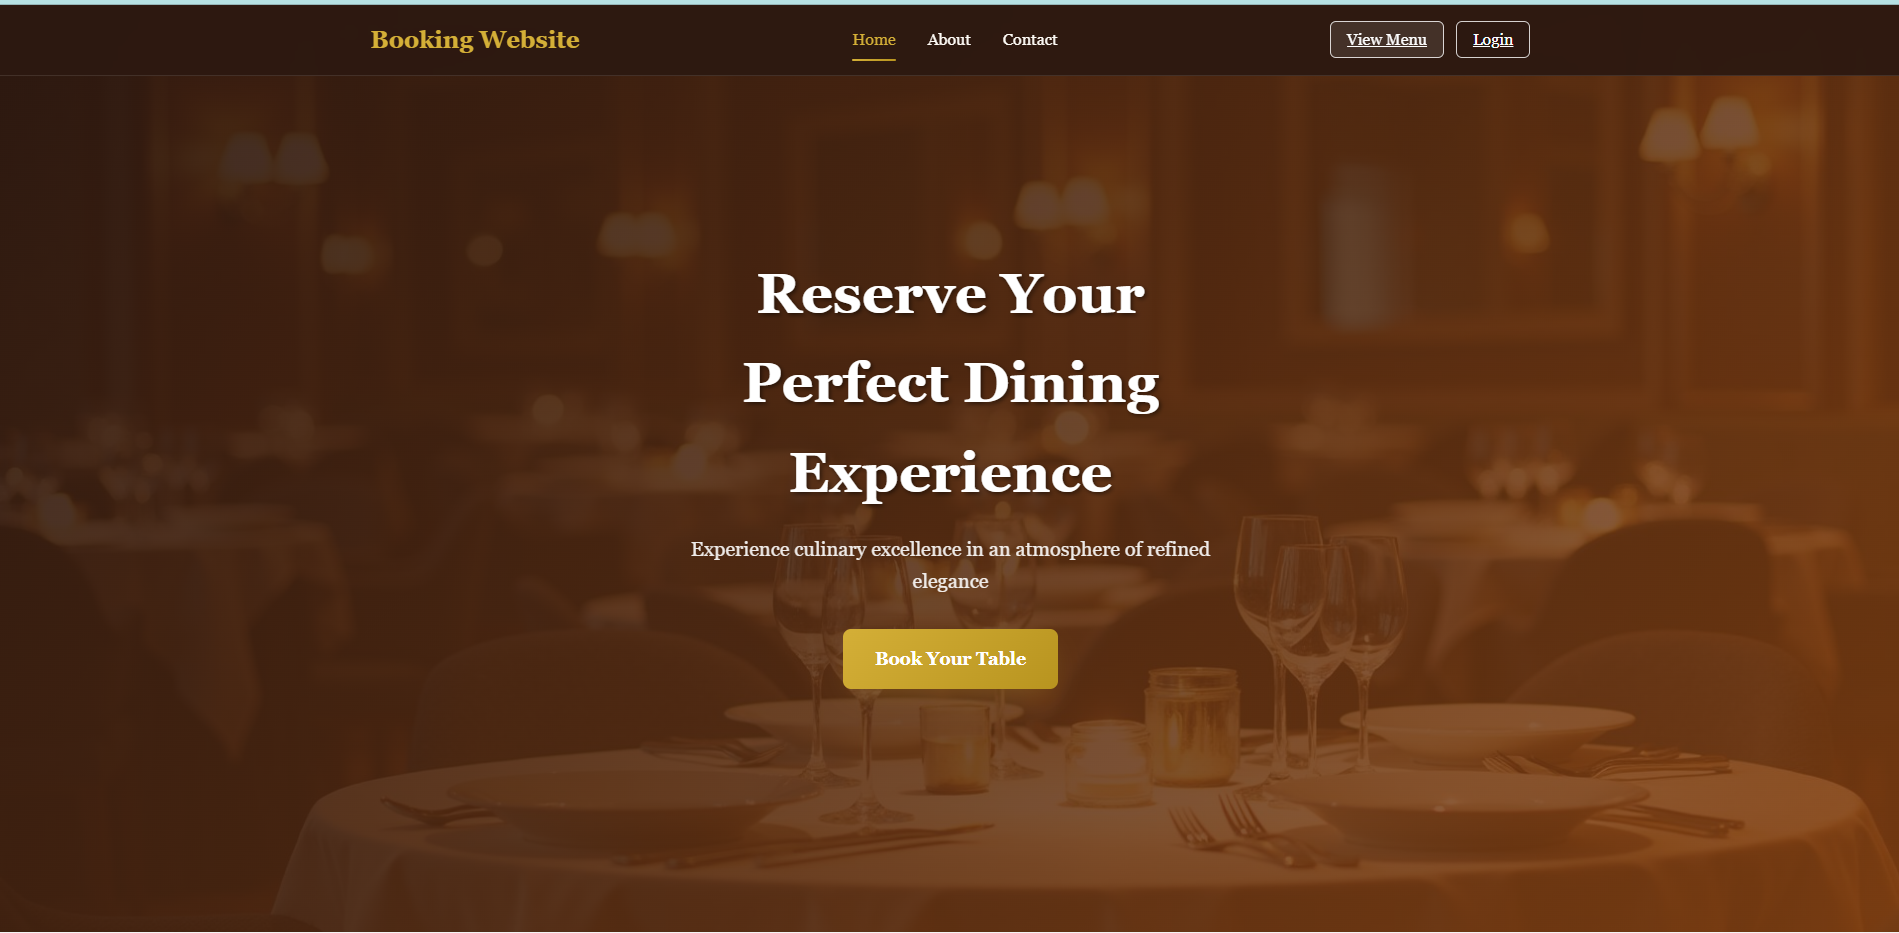 Booking Website
Home About Contact
View Menu Login
Reserve Your
Perfect Dining
Experience
Experience culinary excellence in an atmosphere of refined
elegance
Book Your Table